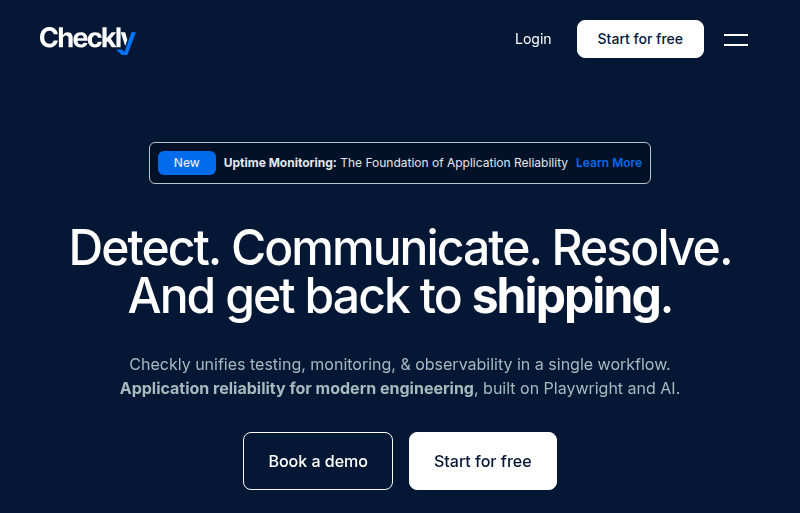 Checkly
Login
Start for free
New
Uptime Monitoring: The Foundation of Application Reliability Learn More
Detect. Communicate. Resolve.
And get back to shipping.
Checkly unifies testing, monitoring, & observability in a single workflow.
Application reliability for modern engineering, built on Playwright and AI.
Book a demo
Start for free